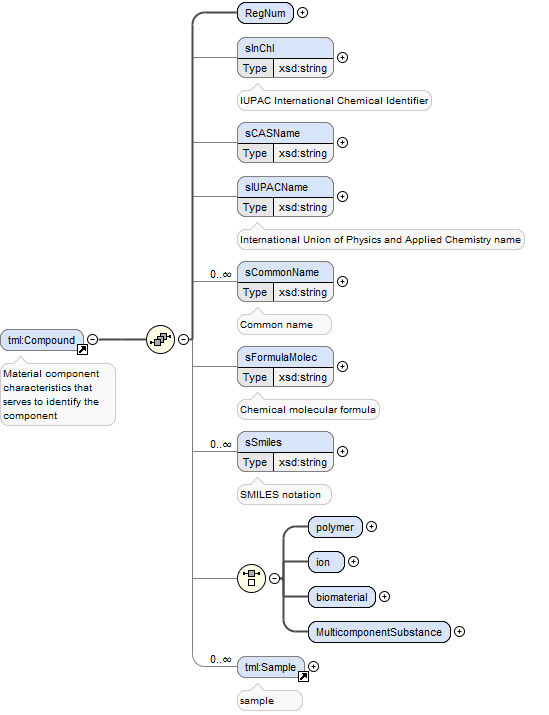 RegNum
sInChI
Type xsd:string
IUPAC International Chemical Identifier
sCASName
Type xsd:string
sIUPACName
Type xsd:string
International Union of Physics and Applied Chemistry name
0..∞
sCommonName
Type xsd:string
Common name
tml:Compound
Material component
characteristics that
serves to identify the
component
sFormulaMolec
Type xsd:string
Chemical molecular formula
0..∞
sSmiles
Type xsd:string
SMILES notation
polymer
ion
biomaterial
MulticomponentSubstance
0..∞
tml:Sample
sample